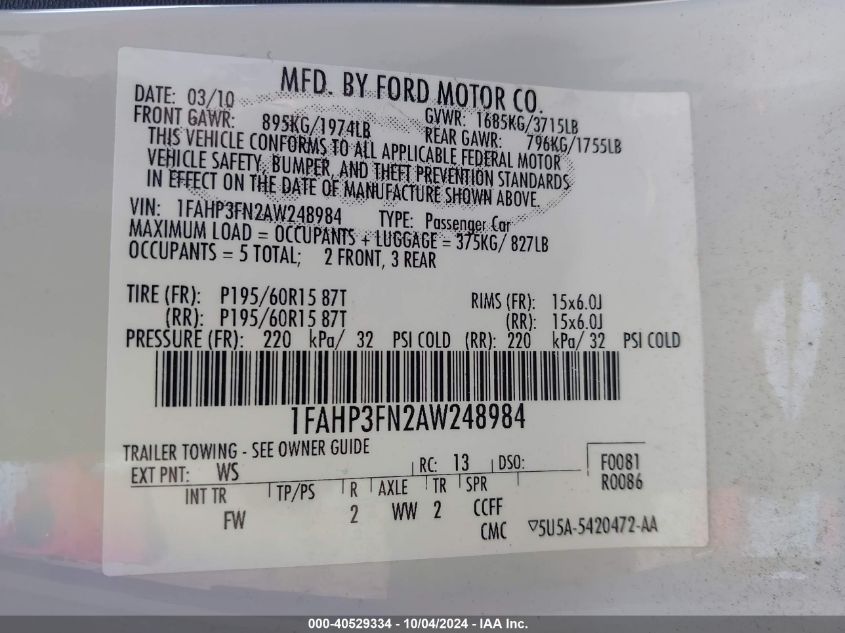 MFD. BY FORD MOTOR CO.
DATE: 03/10 GVWR: 1685KG/3715LB
FRONT GAWR: 895KG/1974LB REAR GAWR: 796KG/1755LB
THIS VEHICLE CONFORMS TO ALL APPLICABLE FEDERAL MOTOR
VEHICLE SAFETY, BUMPER, AND THEFT PREVENTION STANDARDS
IN EFFECT ON THE DATE OF MANUFACTURE SHOWN ABOVE.
VIN: 1FAHP3FN2AW248984 TYPE: Passenger Car
MAXIMUM LOAD = OCCUPANTS + LUGGAGE = 375KG/ 827LB
OCCUPANTS = 5 TOTAL; 2 FRONT, 3 REAR
TIRE (FR): P195/60R15 87T RIMS (FR): 15x6.0J
(RR): P195/60R15 87T (RR): 15x6.0J
PRESSURE (FR): 220 kPa/ 32 PSI COLD (RR): 220 kPa/ 32 PSI COLD
1FAHP3FN2AW248984
TRAILER TOWING - SEE OWNER GUIDE
EXT PNT: WS RC: 13 DSO: F0081
R0086
INT TR TP/PS R AXLE TR SPR
FW 2 WW 2 CCFF
CMC ▽5U5A-5420472-AA
000-40529334 - 10/04/2024 - IAA Inc.